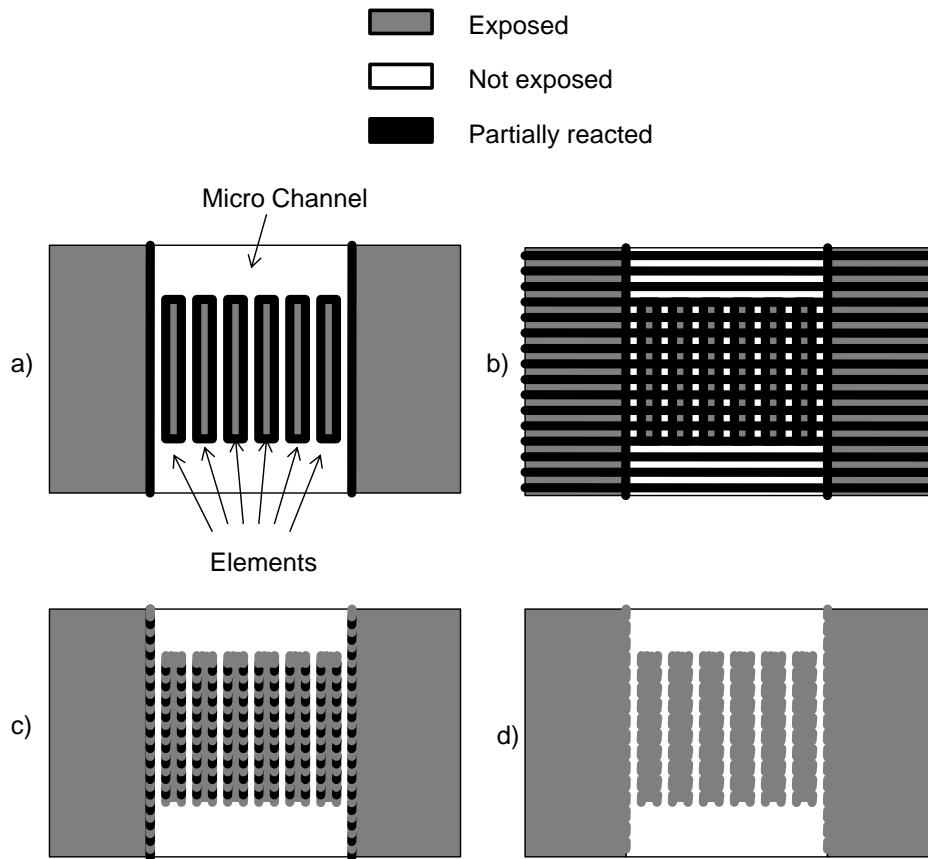 Exposed
Not exposed
Partially reacted
Micro Channel
a)
b)
Elements
c)
d)